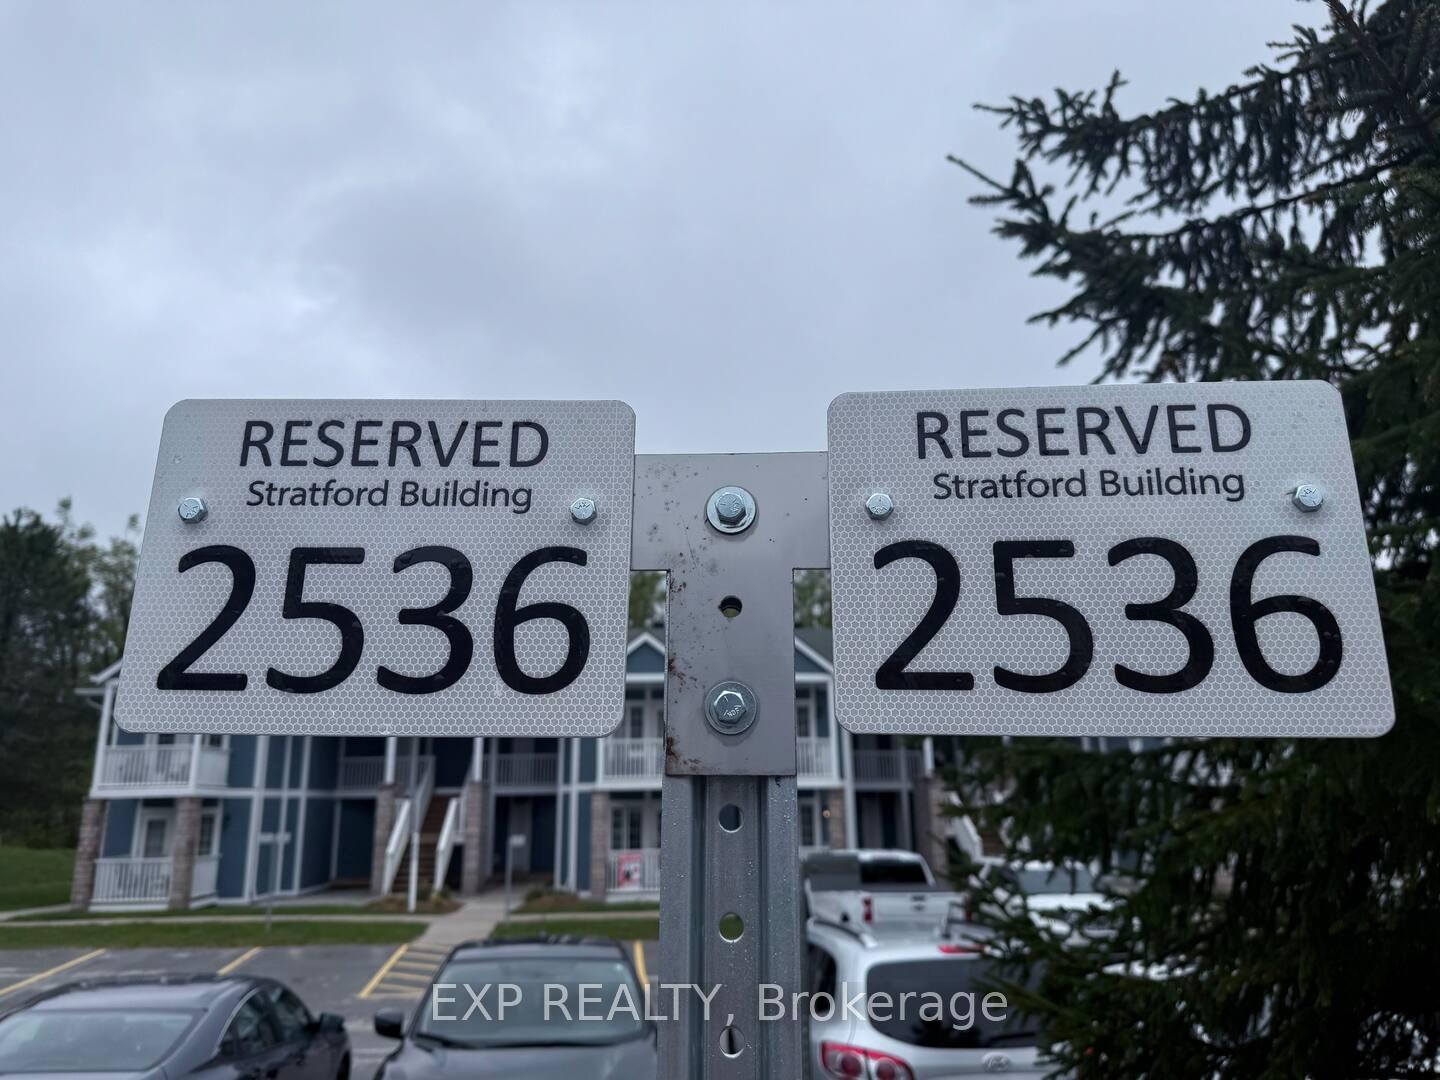 RESERVED
Stratford Building
2536
RESERVED
Stratford Building
2536
EXP REALTY, Brokerage